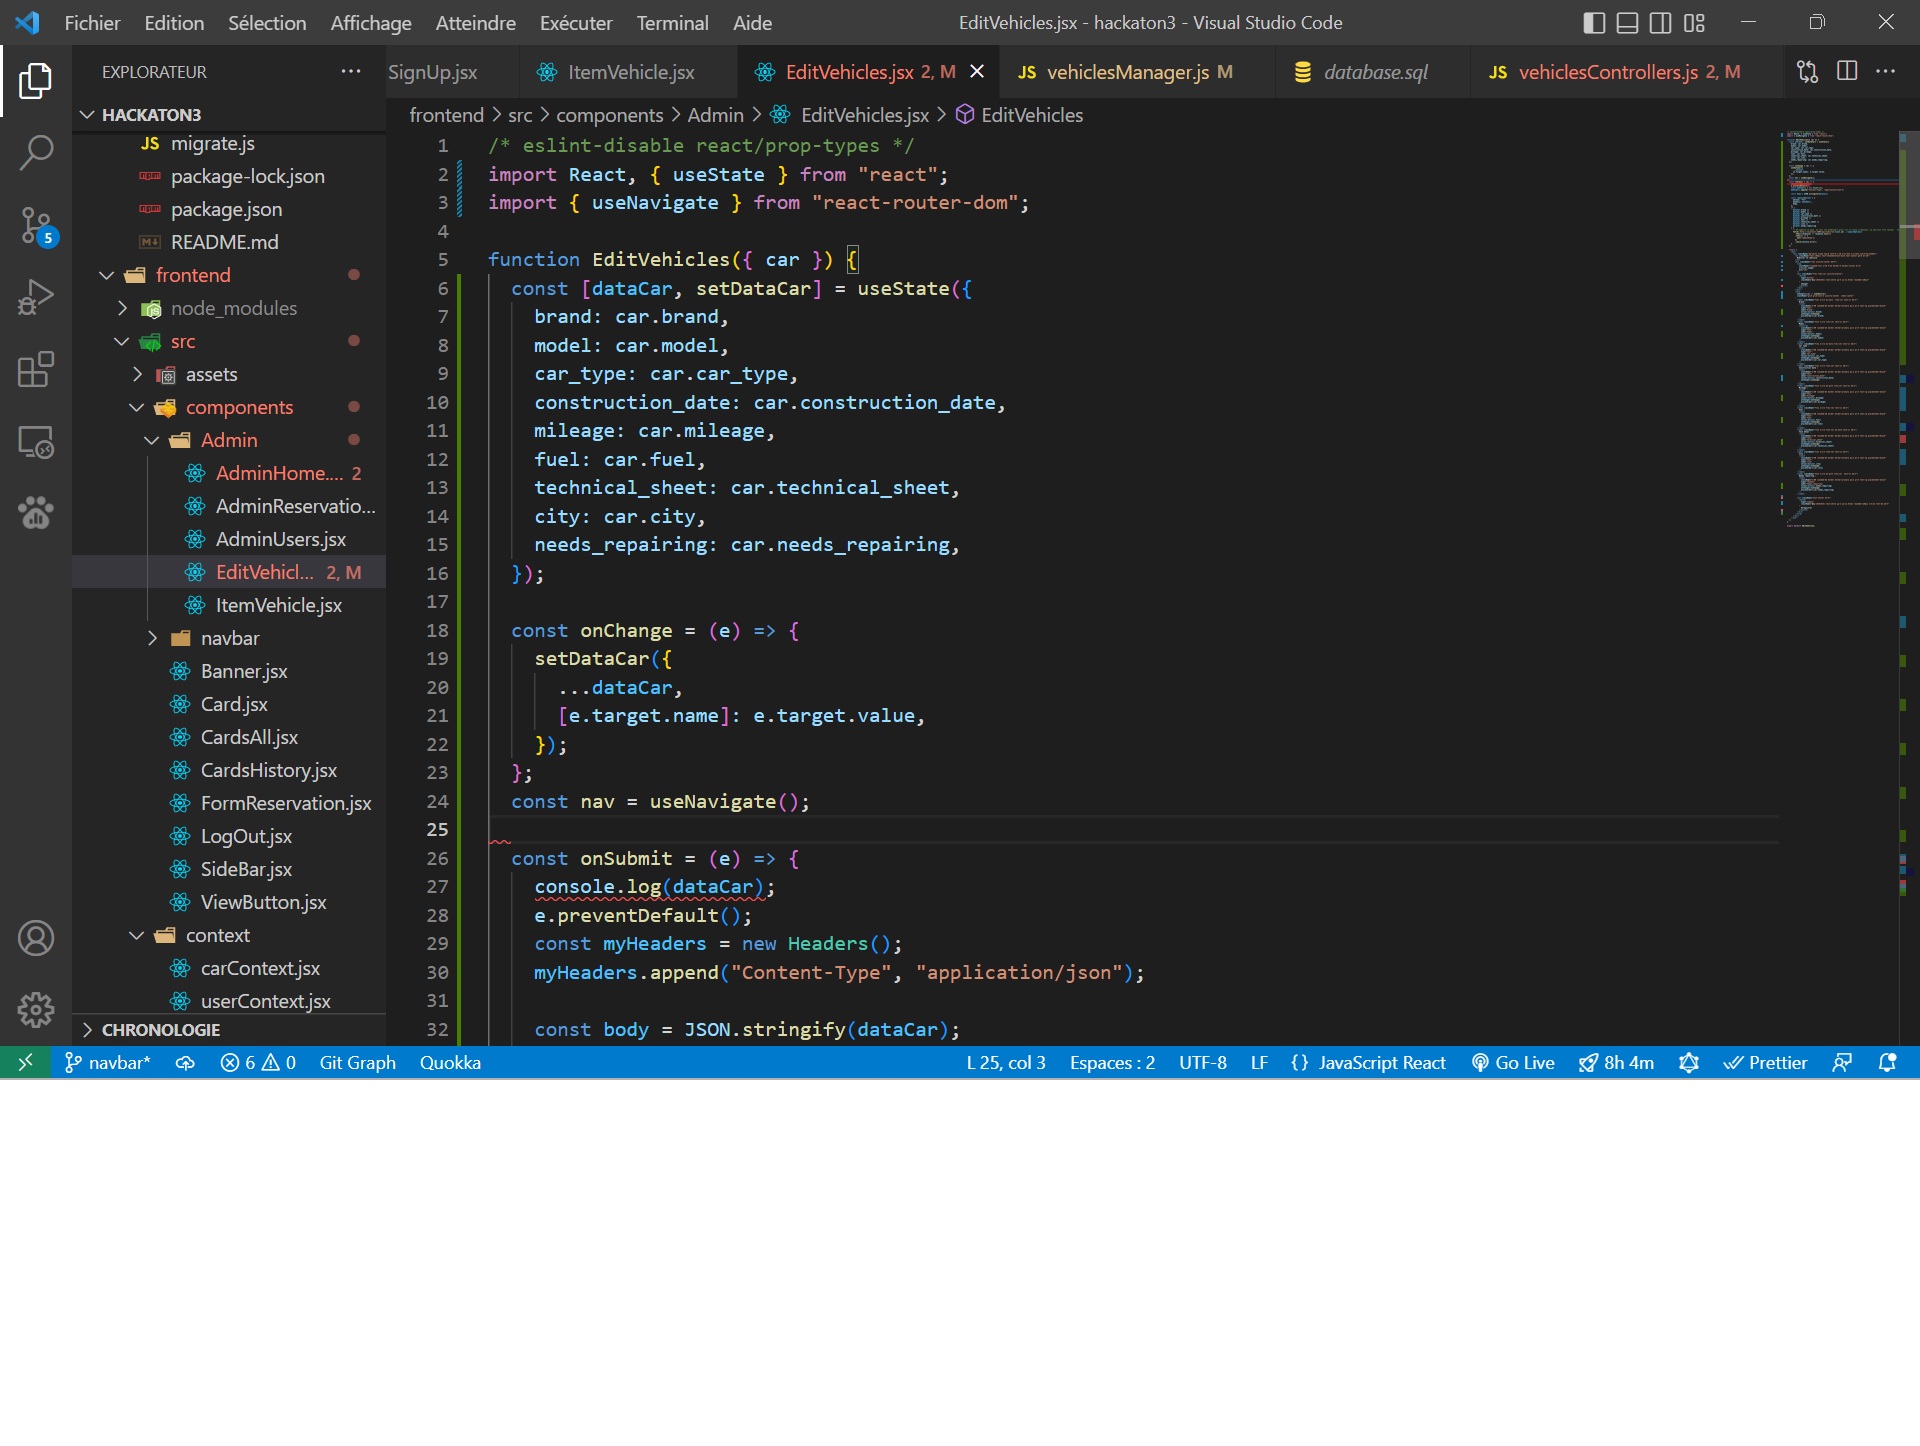 Fichier Edition Sélection Affichage Atteindre Exécuter Terminal Aide EditVehicles.jsx - hackaton3 - Visual Studio Code
EXPLORATEUR
SignUp.jsx ItemVehicle.jsx EditVehicles.jsx 2, M vehiclesManager.js M database.sql vehiclesControllers.js 2, M
HACKATON3
frontend > src > components > Admin > EditVehicles.jsx > EditVehicles
JS migrate.js
package-lock.json
package.json
README.md
frontend
node_modules
src
assets
components
Admin
AdminHome.... 2
AdminReservatio...
AdminUsers.jsx
EditVehicl... 2, M
ItemVehicle.jsx
navbar
Banner.jsx
Card.jsx
CardsAll.jsx
CardsHistory.jsx
FormReservation.jsx
LogOut.jsx
SideBar.jsx
ViewButton.jsx
context
carContext.jsx
userContext.jsx
CHRONOLOGIE
5
1 /* eslint-disable react/prop-types */
2 import React, { useState } from "react";
3 import { useNavigate } from "react-router-dom";
4
5 function EditVehicles({ car }) {
6 const [dataCar, setDataCar] = useState({
7 brand: car.brand,
8 model: car.model,
9 car_type: car.car_type,
10 construction_date: car.construction_date,
11 mileage: car.mileage,
12 fuel: car.fuel,
13 technical_sheet: car.technical_sheet,
14 city: car.city,
15 needs_repairing: car.needs_repairing,
16 });
17
18 const onChange = (e) => {
19 setDataCar({
20 ...dataCar,
21 [e.target.name]: e.target.value,
22 });
23 };
24 const nav = useNavigate();
25
26 const onSubmit = (e) => {
27 console.log(dataCar);
28 e.preventDefault();
29 const myHeaders = new Headers();
30 myHeaders.append("Content-Type", "application/json");
31
32 const body = JSON.stringify(dataCar);
navbar* 6 0 Git Graph Quokka L 25, col 3 Espaces : 2 UTF-8 LF {} JavaScript React Go Live 8h 4m Prettier